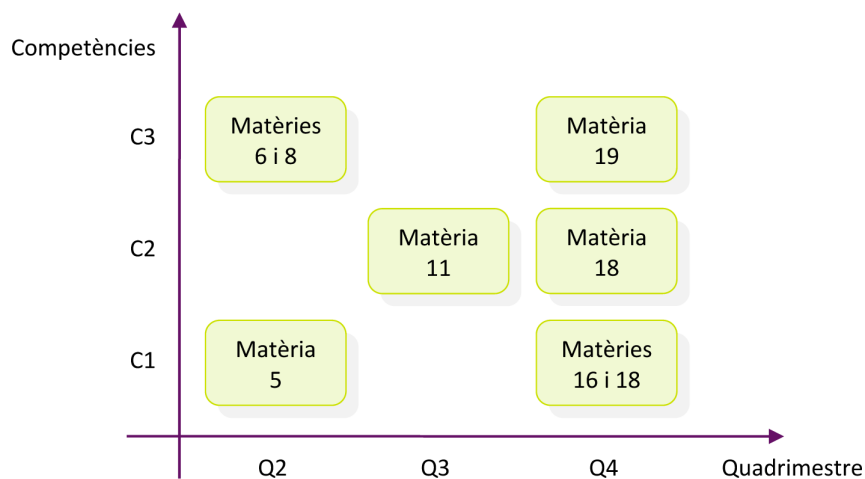 Competències
C3
Matèries
6 i 8
Matèria
19
C2
Matèria
11
Matèria
18
C1
Matèria
5
Matèries
16 i 18
Q2
Q3
Q4
Quadrimestre